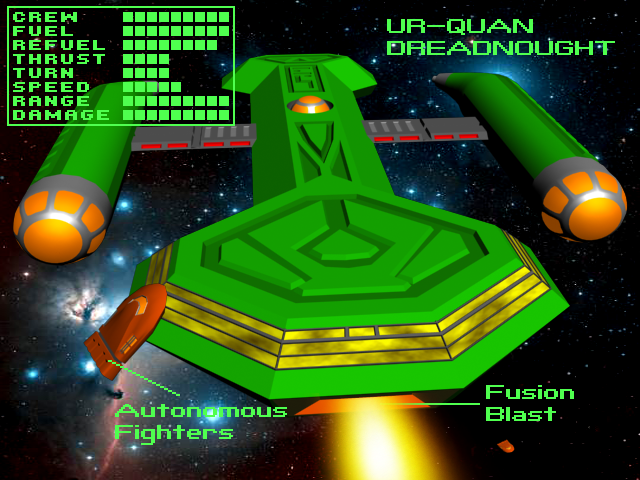 CREW
FUEL
REFUEL
THRUST
TURN
SPEED
RANGE
DAMAGE
UR-QUAN
DREADNOUGHT
Autonomous
Fighters
Fusion
Blast